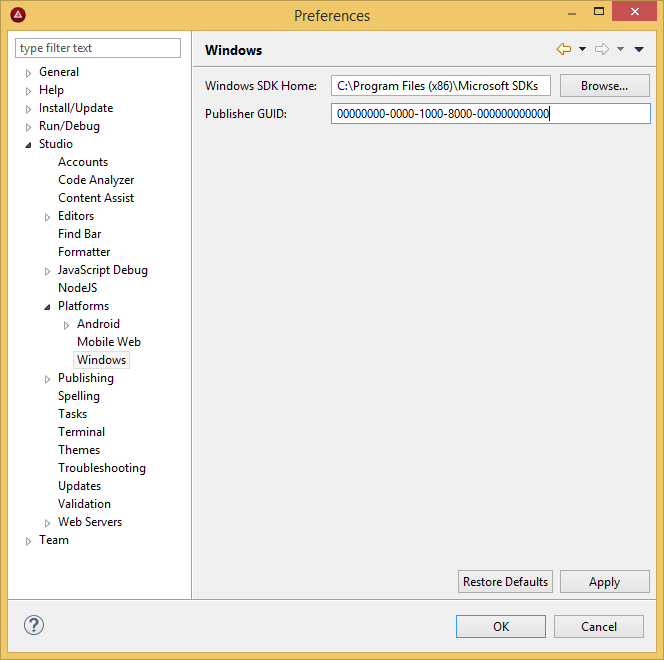 Preferences
type filter text
General
Help
Install/Update
Run/Debug
Studio
Accounts
Code Analyzer
Content Assist
Editors
Find Bar
Formatter
JavaScript Debug
NodeJS
Platforms
Android
Mobile Web
Windows
Publishing
Spelling
Tasks
Terminal
Themes
Troubleshooting
Updates
Validation
Web Servers
Team
Windows
Windows SDK Home: C:\Program Files (x86)\Microsoft SDKs Browse...
Publisher GUID: 00000000-0000-1000-8000-000000000000
Restore Defaults Apply
? OK Cancel